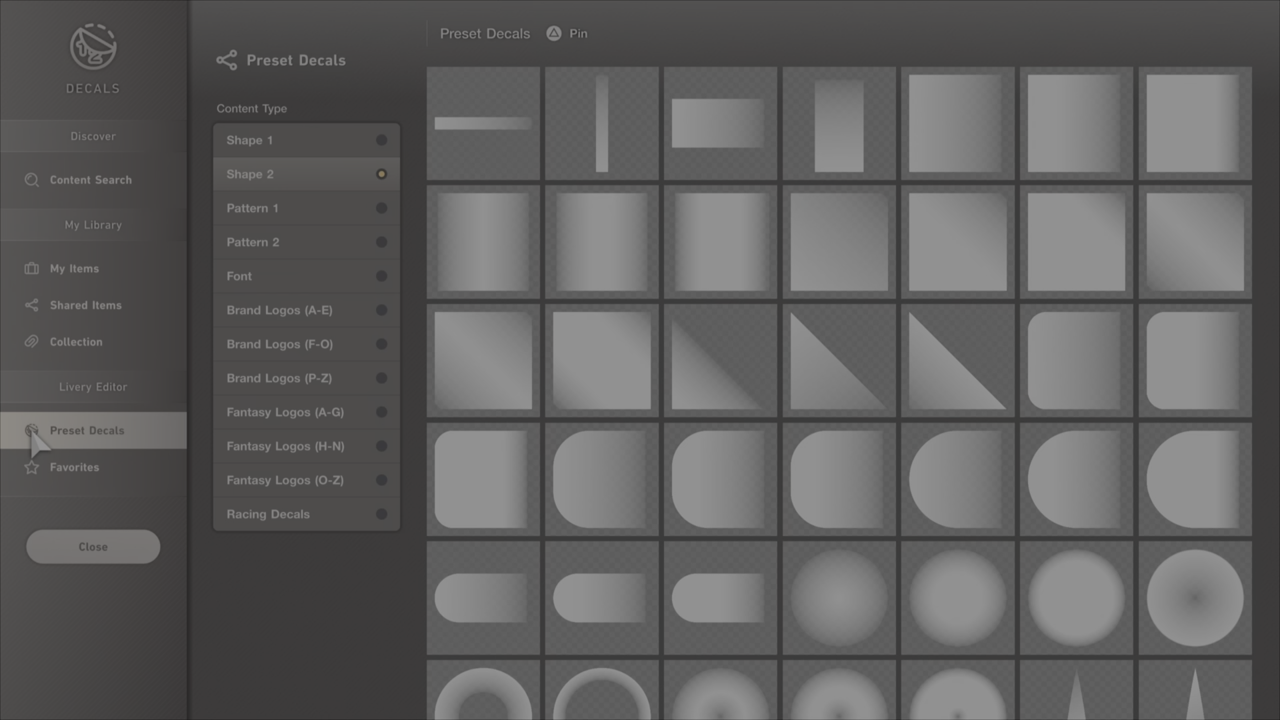 DECALS
Discover
Content Search
My Library
My Items
Shared Items
Collection
Livery Editor
Preset Decals
Favorites
Close
Preset Decals
Content Type
Shape 1
Shape 2
Pattern 1
Pattern 2
Font
Brand Logos (A-E)
Brand Logos (F-O)
Brand Logos (P-Z)
Fantasy Logos (A-G)
Fantasy Logos (H-N)
Fantasy Logos (O-Z)
Racing Decals
Preset Decals Pin